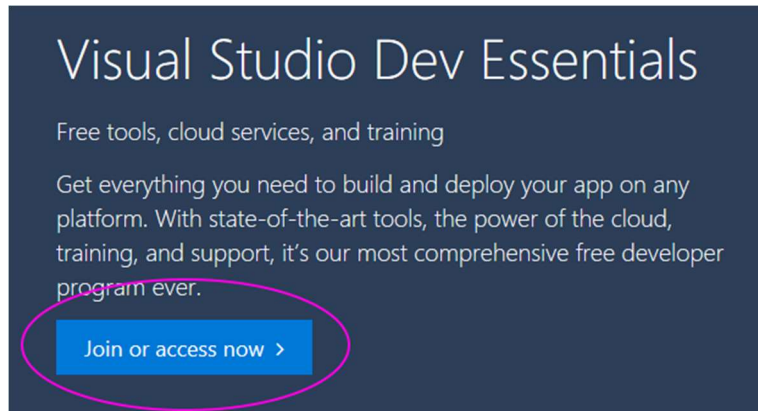 Visual Studio Dev Essentials
Free tools, cloud services, and training
Get everything you need to build and deploy your app on any
platform. With state-of-the-art tools, the power of the cloud,
training, and support, it's our most comprehensive free developer
program ever.
Join or access now >